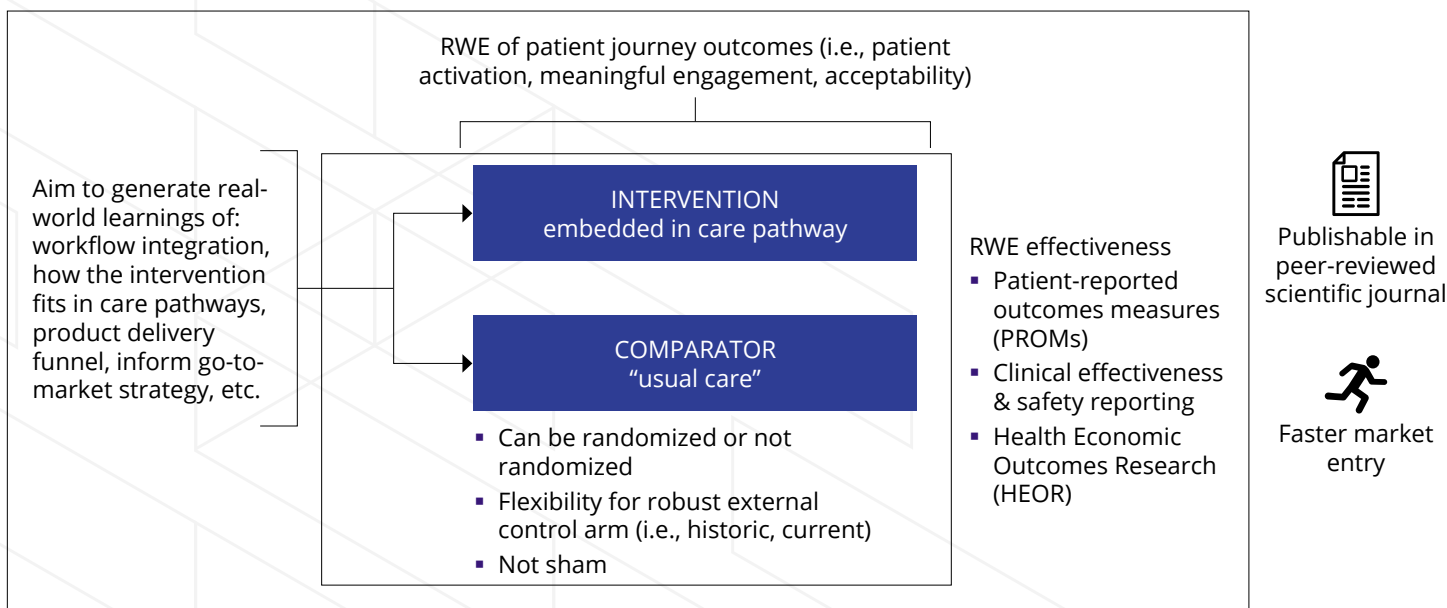 RWE of patient journey outcomes (i.e., patient
activation, meaningful engagement, acceptability)
Aim to generate real-
world learnings of:
workflow integration,
how the intervention
fits in care pathways,
product delivery
funnel, inform go-to-
market strategy, etc.
INTERVENTION
embedded in care pathway
COMPARATOR
“usual care”
▪ Can be randomized or not
randomized
▪ Flexibility for robust external
control arm (i.e., historic, current)
▪ Not sham
RWE effectiveness
▪ Patient-reported
outcomes measures
(PROMs)
▪ Clinical effectiveness
& safety reporting
▪ Health Economic
Outcomes Research
(HEOR)
Publishable in
peer-reviewed
scientific journal
Faster market
entry